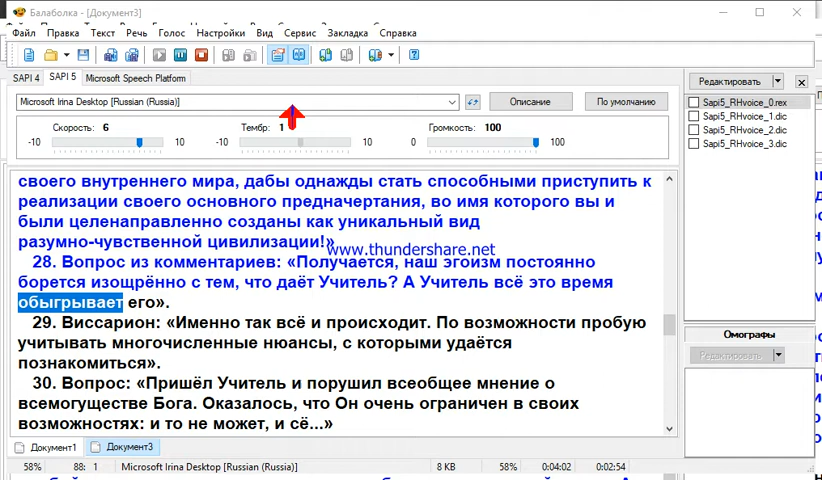 Балаболка - [Документ3]
Файл Правка Текст Речь Голос Настройки Вид Сервис Закладка Справка
SAPI 4 SAPI 5 Microsoft Speech Platform
Microsoft Irina Desktop [Russian (Russia)]
Описание По умолчанию
Скорость: 6 Тембр: 1 Громкость: 100
-10 10 -10 10 0 100
Редактировать
Sapi5_RHvoice_0.rex
Sapi5_RHvoice_1.dic
Sapi5_RHvoice_2.dic
Sapi5_RHvoice_3.dic
своего внутреннего мира, дабы однажды стать способными приступить к
реализации своего основного предначертания, во имя которого вы и
были целенаправленно созданы как уникальный вид
разумно-чувственной цивилизации!»
www.thundershare.net
28. Вопрос из комментариев: «Получается, наш эгоизм постоянно
борется изощрённо с тем, что даёт Учитель? А Учитель всё это время
обыгрывает его».
29. Виссарион: «Именно так всё и происходит. По возможности пробую
учитывать многочисленные нюансы, с которыми удаётся
познакомиться».
30. Вопрос: «Пришёл Учитель и порушил всеобщее мнение о
всемогуществе Бога. Оказалось, что Он очень ограничен в своих
возможностях: и то не может, и сё...»
Омографы
Редактировать
Документ1 Документ3
58% 88: 1 Microsoft Irina Desktop [Russian (Russia)] 8 KB 58% 0:04:02 0:02:54